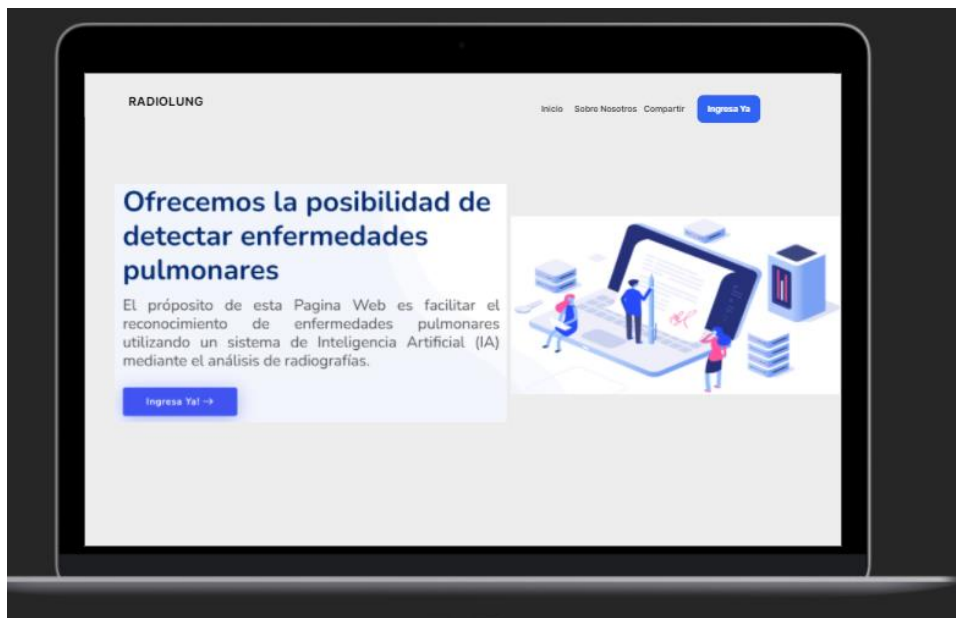 RADIOLUNG
Inicio Sobre Nosotros Compartir Ingresa Ya
Ofrecemos la posibilidad de
detectar enfermedades
pulmonares
El próposito de esta Pagina Web es facilitar el
reconocimiento de enfermedades pulmonares
utilizando un sistema de Inteligencia Artificial (IA)
mediante el análisis de radiografías.
Ingresa Ya! →